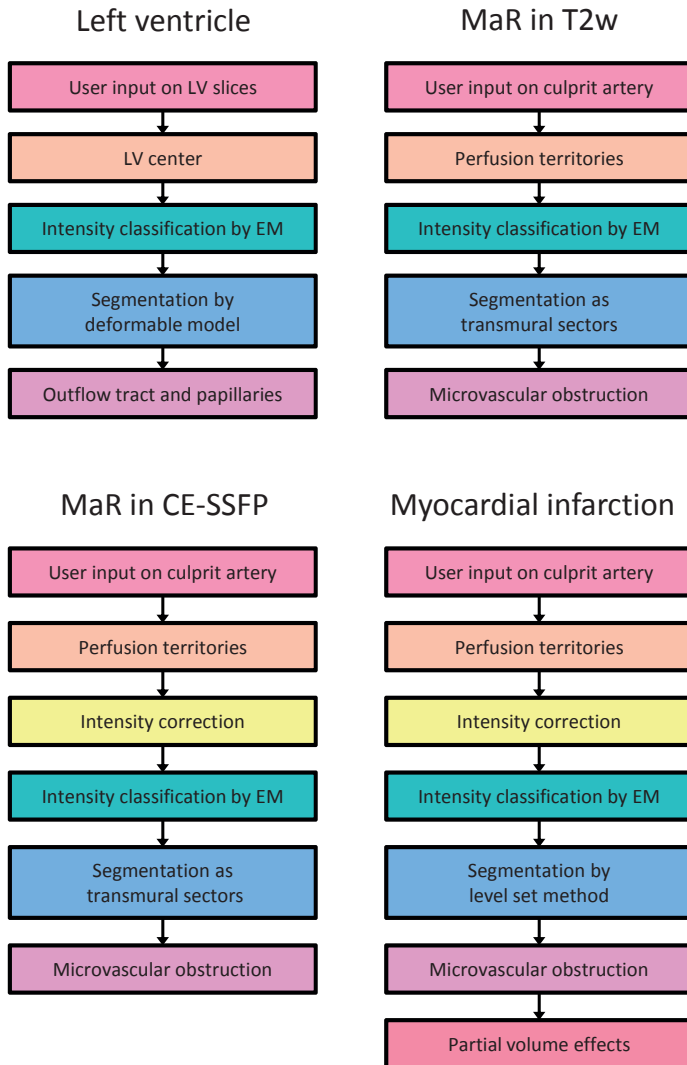 Left ventricle
User input on LV slices
LV center
Intensity classification by EM
Segmentation by
deformable model
Outflow tract and papillaries
MaR in T2w
User input on culprit artery
Perfusion territories
Intensity classification by EM
Segmentation as
transmural sectors
Microvascular obstruction
MaR in CE-SSFP
User input on culprit artery
Perfusion territories
Intensity correction
Intensity classification by EM
Segmentation as
transmural sectors
Microvascular obstruction
Myocardial infarction
User input on culprit artery
Perfusion territories
Intensity correction
Intensity classification by EM
Segmentation by
level set method
Microvascular obstruction
Partial volume effects